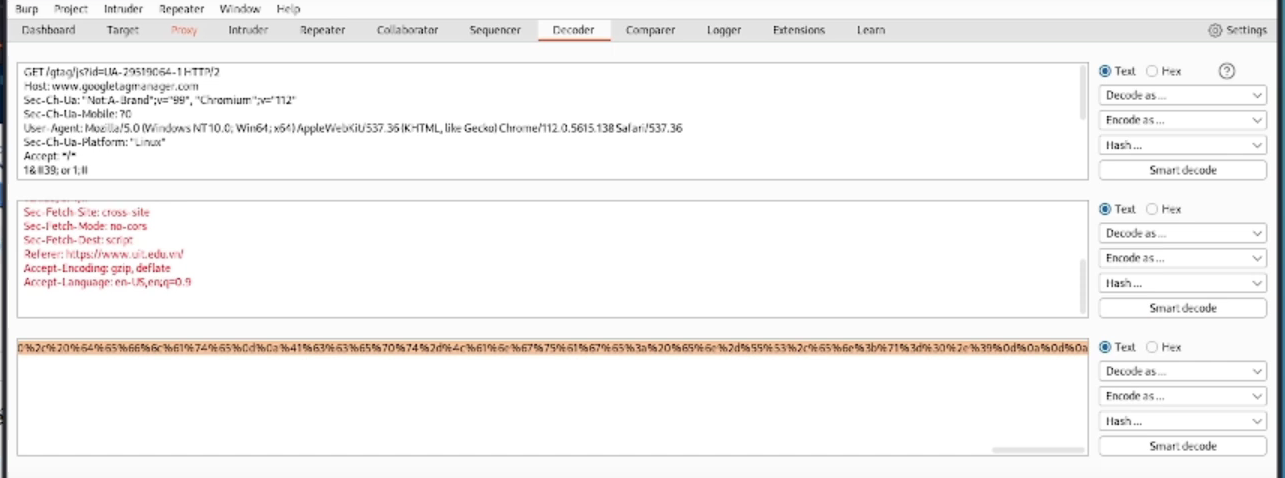 Burp Project Intruder Repeater Window Help
Dashboard Target Proxy Intruder Repeater Collaborator Sequencer Decoder Comparer Logger Extensions Learn Settings
GET /gtag/js?id=UA-29519064-1 HTTP/2
Host: www.googletagmanager.com
Sec-Ch-Ua: "Not:A-Brand";v="99", "Chromium";v="112"
Sec-Ch-Ua-Mobile: ?0
User-Agent: Mozilla/5.0 (Windows NT 10.0; Win64; x64) AppleWebKit/537.36 (KHTML, like Gecko) Chrome/112.0.5615.138 Safari/537.36
Sec-Ch-Ua-Platform: "Linux"
Accept: */*
1&#39; or 1;#
Text Hex ?
Decode as ...
Encode as ...
Hash ...
Smart decode
Sec-Fetch-Site: cross-site
Sec-Fetch-Mode: no-cors
Sec-Fetch-Dest: script
Referer: https://www.uit.edu.vn/
Accept-Encoding: gzip, deflate
Accept-Language: en-US,en;q=0.9
Text Hex
Decode as ...
Encode as ...
Hash ...
Smart decode
0%2c%20%64%65%66%6c%61%74%65%0d%0a%41%63%63%65%70%74%2d%4c%61%6e%67%75%61%67%65%3a%20%65%6e%2d%55%53%2c%65%6e%3b%71%3d%30%2e%39%0d%0a%0d%0a
Text Hex
Decode as ...
Encode as ...
Hash ...
Smart decode